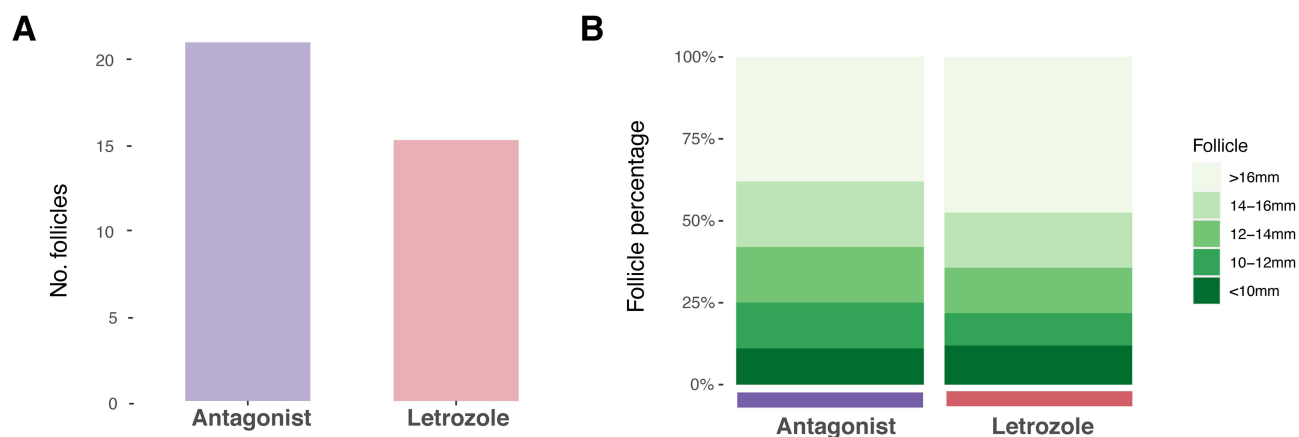 A
No. follicles
20
15
10
5
0
Antagonist
Letrozole
B
Follicle percentage
100%
75%
50%
25%
0%
Antagonist
Letrozole
Follicle
>16mm
14–16mm
12–14mm
10–12mm
<10mm